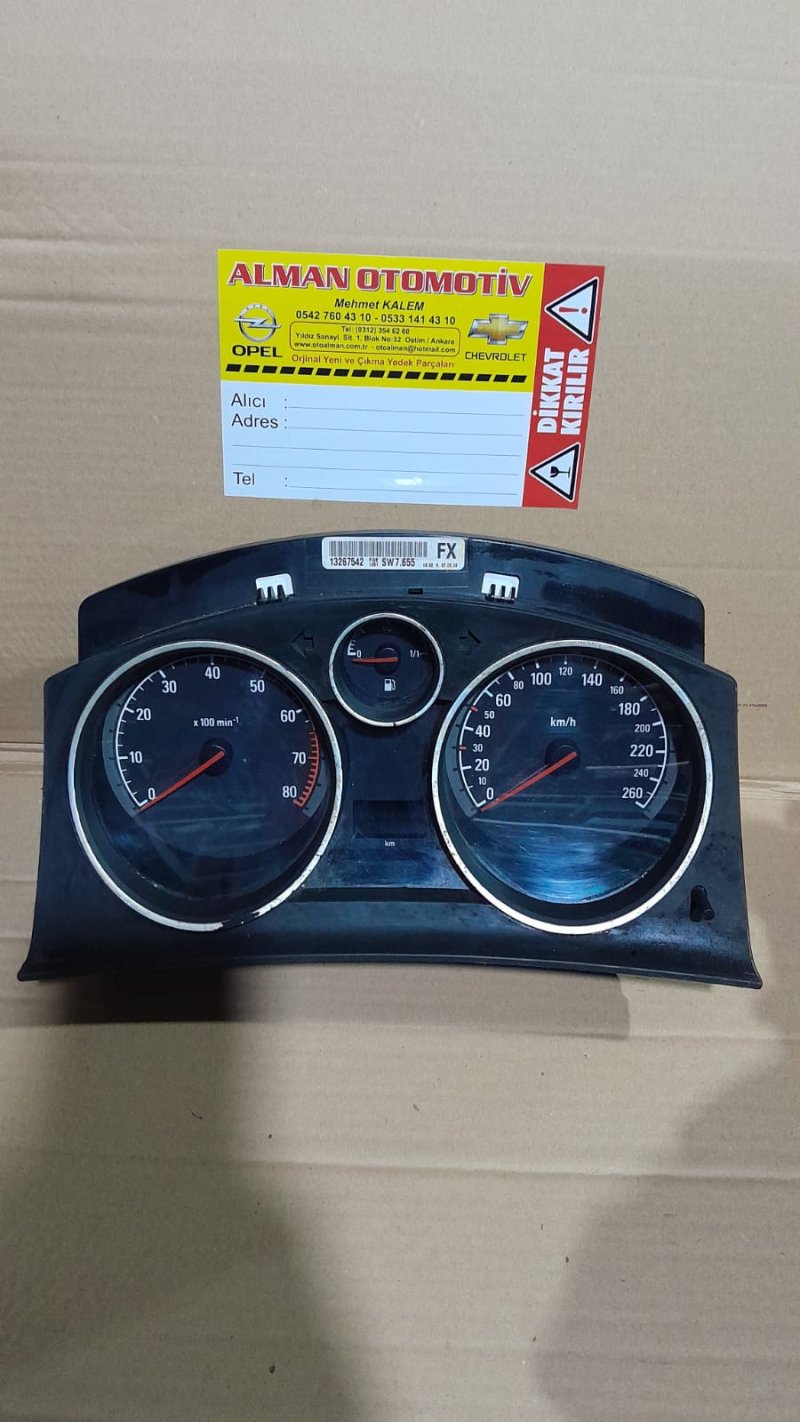 ALMAN OTOMOTİV
Mehmet KALEM
0542 760 43 10 - 0533 141 43 10
Tel: (0312) 354 62 60
Yıldız Sanayi. Sit. 1. Blok No:32 Ostim / Ankara
www.otoalman.com.tr - otoalman@hotmail.com
OPEL
CHEVROLET
Orjinal Yeni ve Çıkma Yedek Parçaları
Alıcı :
Adres :
Tel :
DİKKAT
KIRILIR
13267542 SW7.655 FX
E 0 1/1
0 10 20 30 40 50 60 70 80
x 100 min⁻¹
0 10 20 30 40 50 60 80 100 120 140 160 180 200 220 240 260
km/h
km